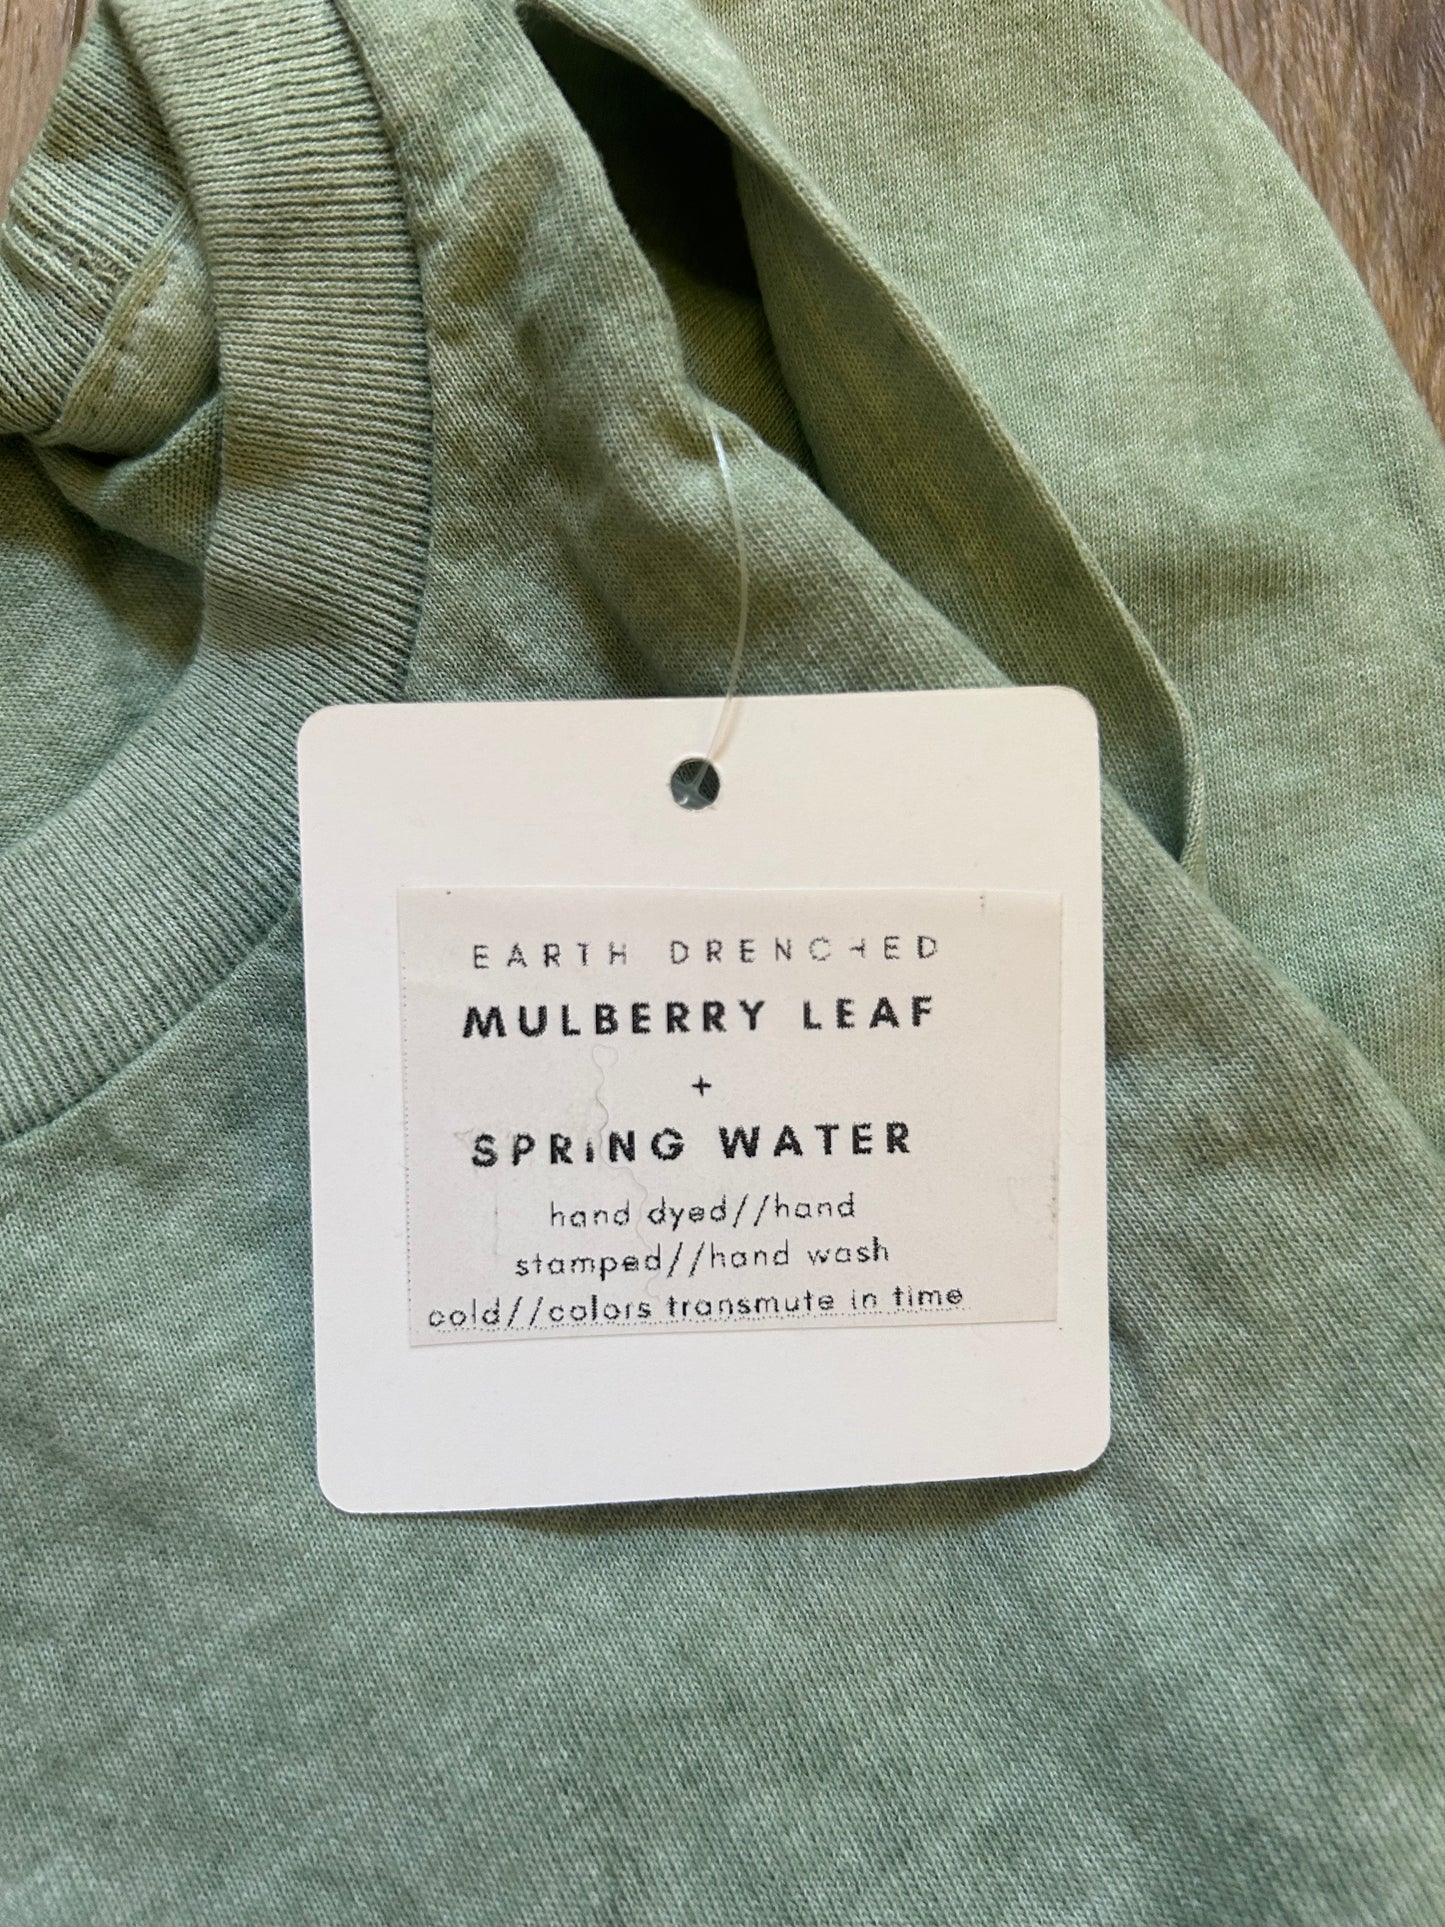 EARTH DRENCHED
MULBERRY LEAF
+
SPRING WATER
hand dyed//hand
stamped//hand wash
cold//colors transmute in time